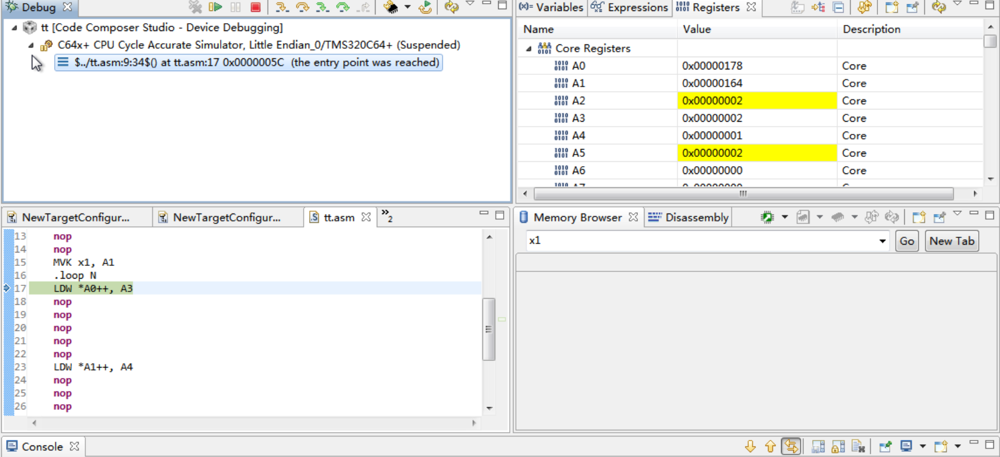 Debug
tt [Code Composer Studio - Device Debugging]
C64x+ CPU Cycle Accurate Simulator, Little Endian_0/TMS320C64+ (Suspended)
$../tt.asm:9:34$() at tt.asm:17 0x0000005C (the entry point was reached)
(x)= Variables Expressions Registers
Name Value Description
Core Registers
A0 0x00000178 Core
A1 0x00000164 Core
A2 0x00000002 Core
A3 0x00000002 Core
A4 0x00000001 Core
A5 0x00000002 Core
A6 0x00000000 Core
NewTargetConfigur... NewTargetConfigur... tt.asm »2
13 nop
14 nop
15 MVK x1, A1
16 .loop N
17 LDW *A0++, A3
18 nop
19 nop
20 nop
21 nop
22 nop
23 LDW *A1++, A4
24 nop
25 nop
26 nop
Memory Browser Disassembly
x1 Go New Tab
Console